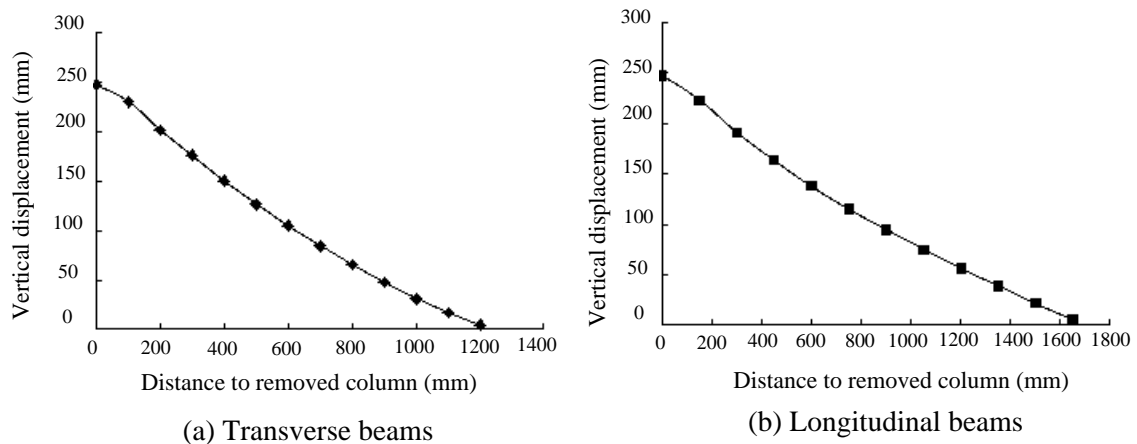 300
250
200
150
100
50
0
Vertical displacement (mm)
0 200 400 600 800 1000 1200 1400
Distance to removed column (mm)
(a) Transverse beams
300
250
200
150
100
50
0
Vertical displacement (mm)
0 200 400 600 800 1000 1200 1400 1600 1800
Distance to removed column (mm)
(b) Longitudinal beams